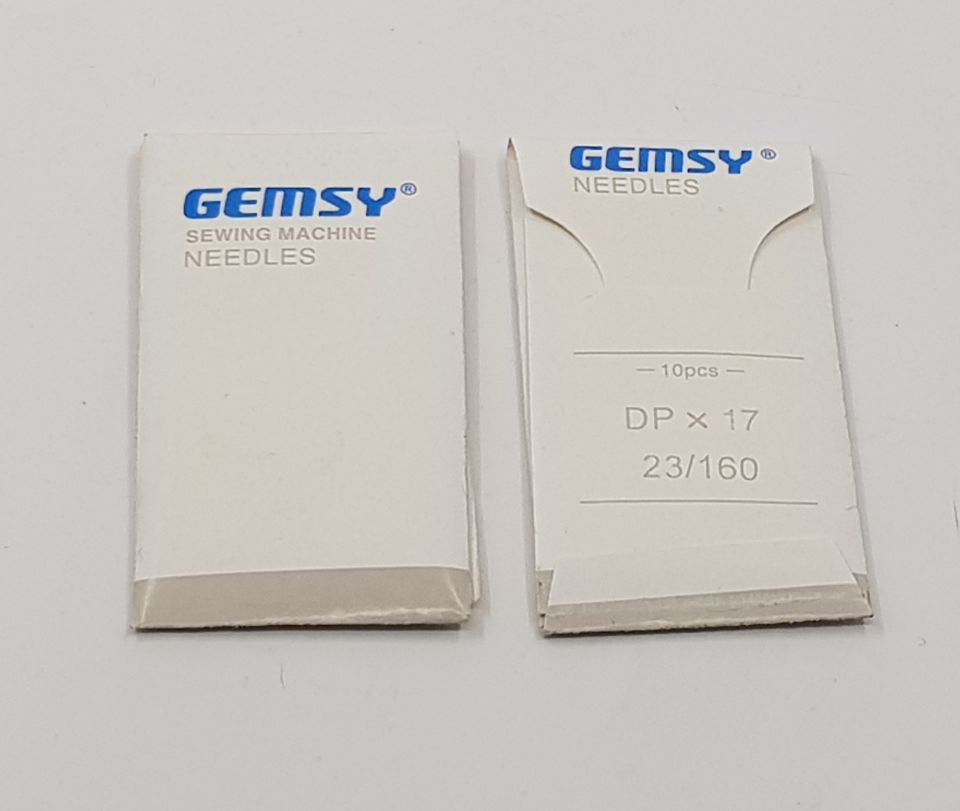 GEMSY®
SEWING MACHINE
NEEDLES
GEMSY®
NEEDLES
— 10pcs —
DP × 17
23/160